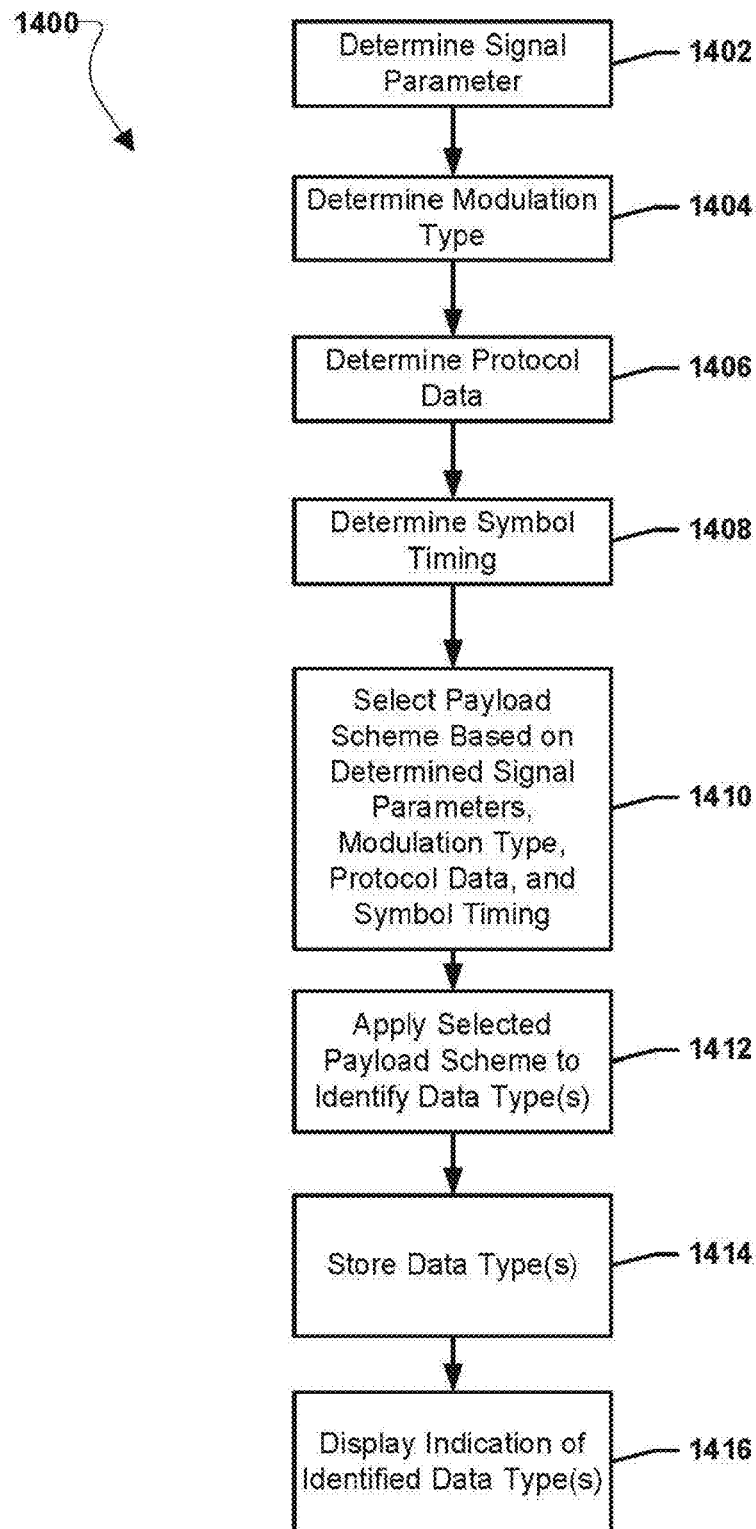 1400
Determine Signal
Parameter
1402
Determine Modulation
Type
1404
Determine Protocol
Data
1406
Determine Symbol
Timing
1408
Select Payload
Scheme Based on
Determined Signal
Parameters,
Modulation Type,
Protocol Data, and
Symbol Timing
1410
Apply Selected
Payload Scheme to
Identify Data Type(s)
1412
Store Data Type(s)
1414
Display Indication of
Identified Data Type(s)
1416